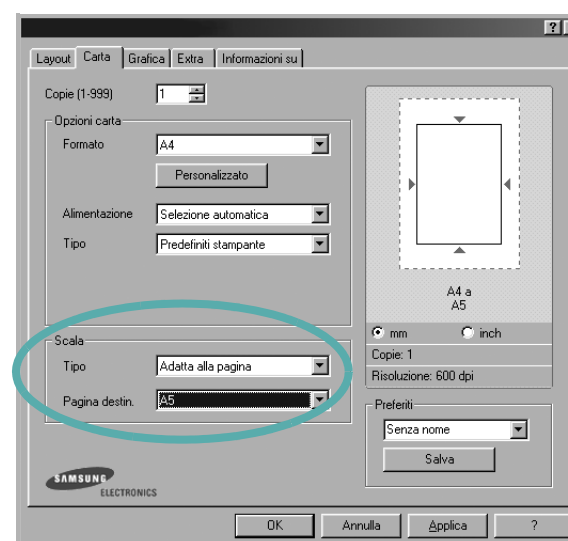 ?
Layout Carta Grafica Extra Informazioni su
Copie (1-999) 1
Opzioni carta
Formato A4
Personalizzato
Alimentazione Selezione automatica
Tipo Predefiniti stampante
Scala
Tipo Adatta alla pagina
Pagina destin. A5
SAMSUNG
ELECTRONICS
A4 a
A5
mm inch
Copie: 1
Risoluzione: 600 dpi
Preferiti
Senza nome
Salva
OK Annulla Applica ?